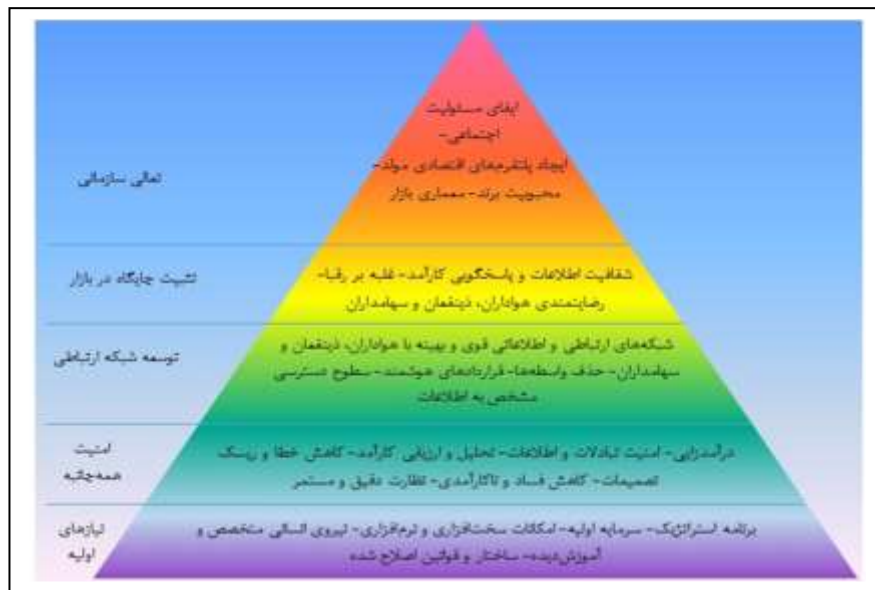 ایفای مسئولیت
اجتماعی-
ایجاد پلتفرم‌های اقتصادی مولد-
محبوبیت برند- معماری بازار
تعالی سازمانی
شفافیت اطلاعات و پاسخگویی کارآمد- غلبه بر رقبا-
رضایتمندی هواداران، ذینفعان و سهامداران
تثبیت جایگاه در بازار
شبکه‌های ارتباطی و اطلاعاتی قوی و بهینه با هواداران، ذینفعان و
سهامداران- حذف واسطه‌ها- قراردادهای هوشمند- سطوح دسترسی
مشخص به اطلاعات
توسعه شبکه ارتباطی
درآمدزایی- امنیت تبادلات و اطلاعات- تحلیل و ارزیابی کارآمد- کاهش خطا و ریسک
تصمیمات- کاهش فساد و ناکارآمدی- نظارت دقیق و مستمر
امنیت
همه‌جانبه
برنامه استراتژیک- سرمایه اولیه- امکانات سخت‌افزاری و نرم‌افزاری- نیروی انسانی متخصص و
آموزش‌دیده- ساختار و قوانین اصلاح شده
نیازهای
اولیه